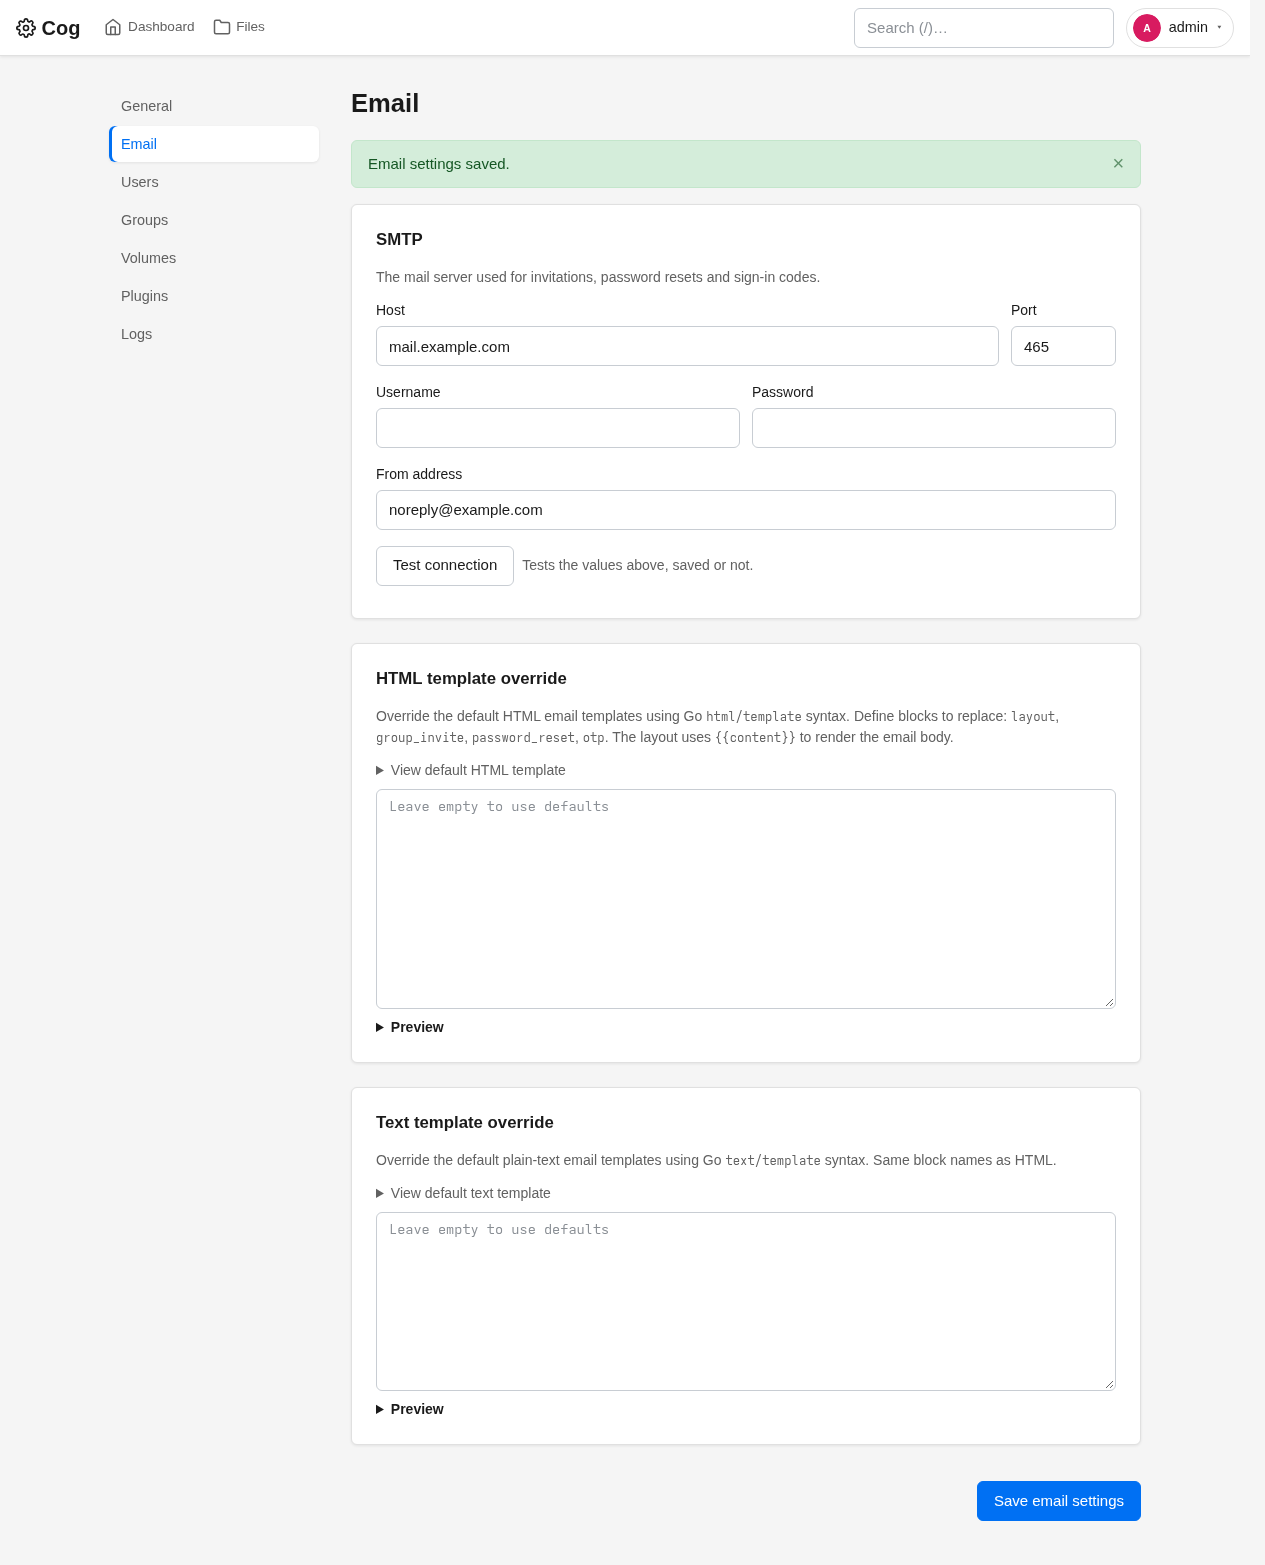 Cog Dashboard Files Search (/)… A admin
General
Email
Users
Groups
Volumes
Plugins
Logs
Email
Email settings saved. ×
SMTP
The mail server used for invitations, password resets and sign-in codes.
Host Port
mail.example.com 465
Username Password
From address
noreply@example.com
Test connection Tests the values above, saved or not.
HTML template override
Override the default HTML email templates using Go html/template syntax. Define blocks to replace: layout,
group_invite, password_reset, otp. The layout uses {{content}} to render the email body.
View default HTML template
Leave empty to use defaults
Preview
Text template override
Override the default plain-text email templates using Go text/template syntax. Same block names as HTML.
View default text template
Leave empty to use defaults
Preview
Save email settings